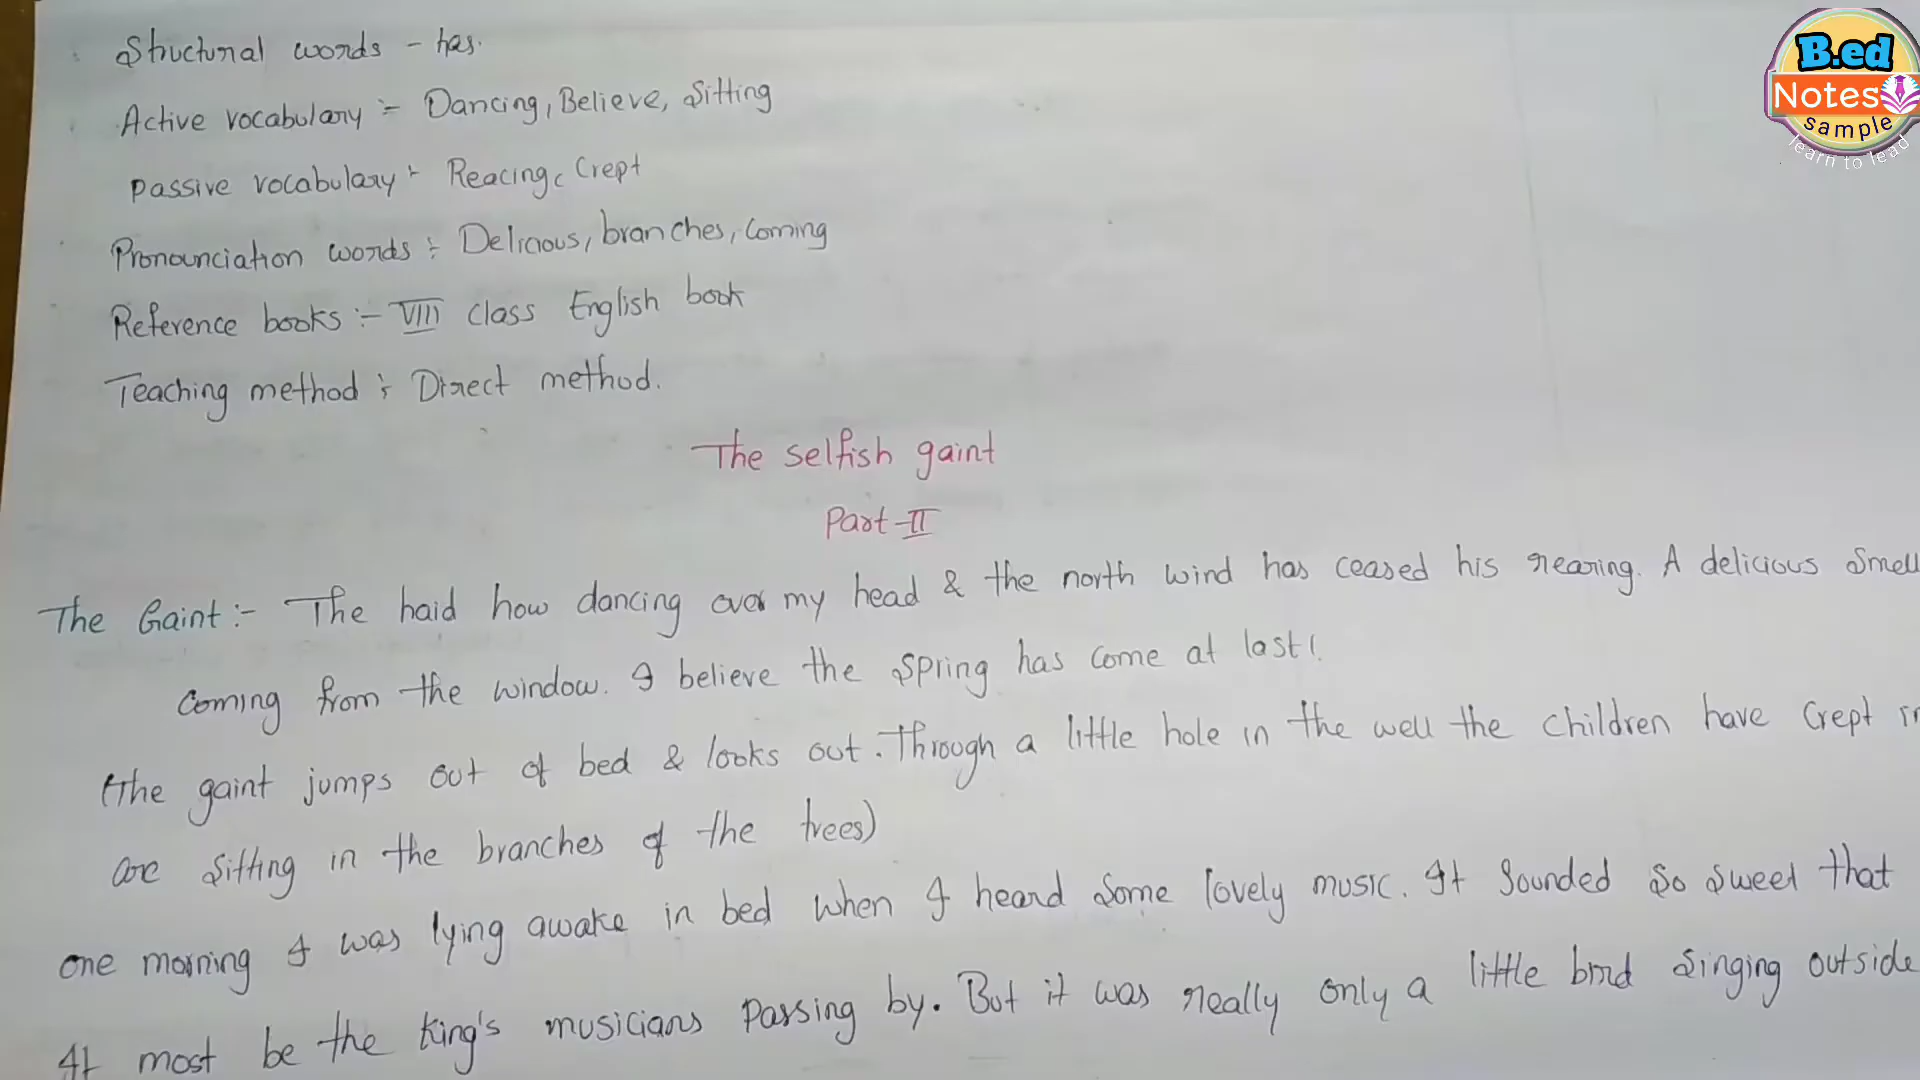 Structural words - has.
Active vocabulary :- Dancing, Believe, Sitting
Passive vocabulary :- Reacing, Crept
Pronounciation words :- Delicious, branches, Coming
Reference books :- VIII class English book
Teaching method :- Direct method.
The selfish gaint
Part-II
The Gaint :- The haid how dancing over my head & the north wind has ceased his rearing. A delicious Smell
Coming from the window. I believe the Spring has come at last!
(The gaint jumps out of bed & looks out. Through a little hole in the well the children have Crept in
are Sitting in the branches of the trees)
one morning I was lying awake in bed when I heard Some lovely music. It Sounded So Sweet that
It most be the king's musicians Passing by. But it was really only a little bird Singing outside
B.ed
Notes
sample
learn to lead